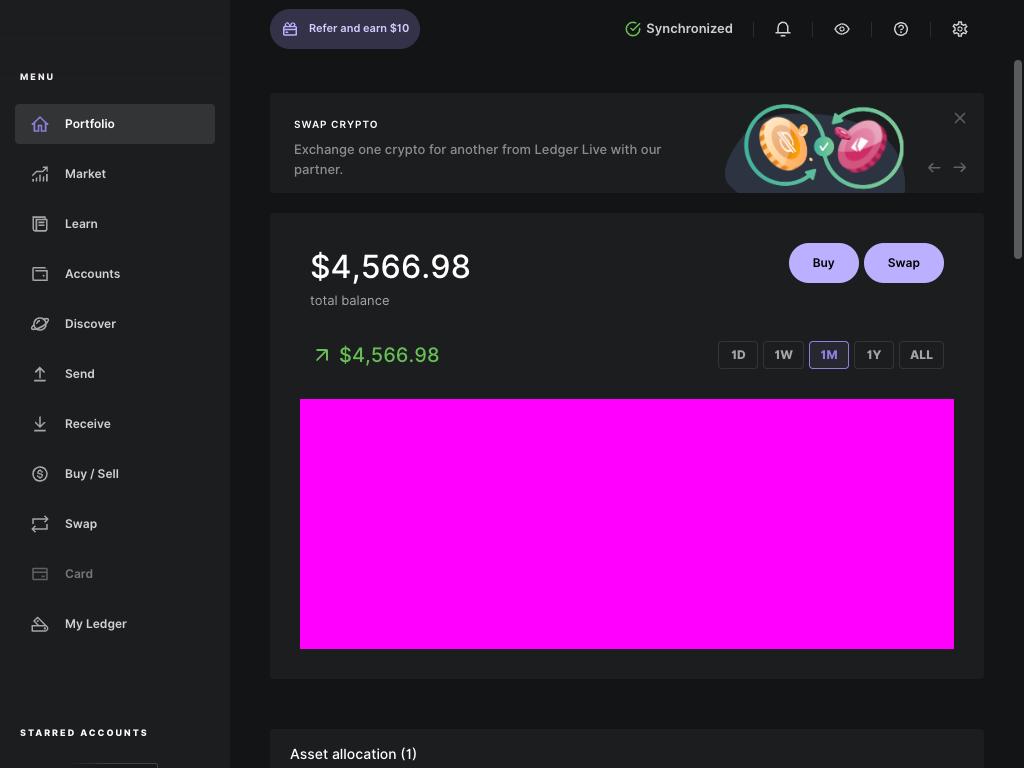 Refer and earn $10
Synchronized
MENU
Portfolio
Market
Learn
Accounts
Discover
Send
Receive
Buy / Sell
Swap
Card
My Ledger
STARRED ACCOUNTS
SWAP CRYPTO
Exchange one crypto for another from Ledger Live with our
partner.
$4,566.98
total balance
Buy
Swap
$4,566.98
1D
1W
1M
1Y
ALL
Asset allocation (1)